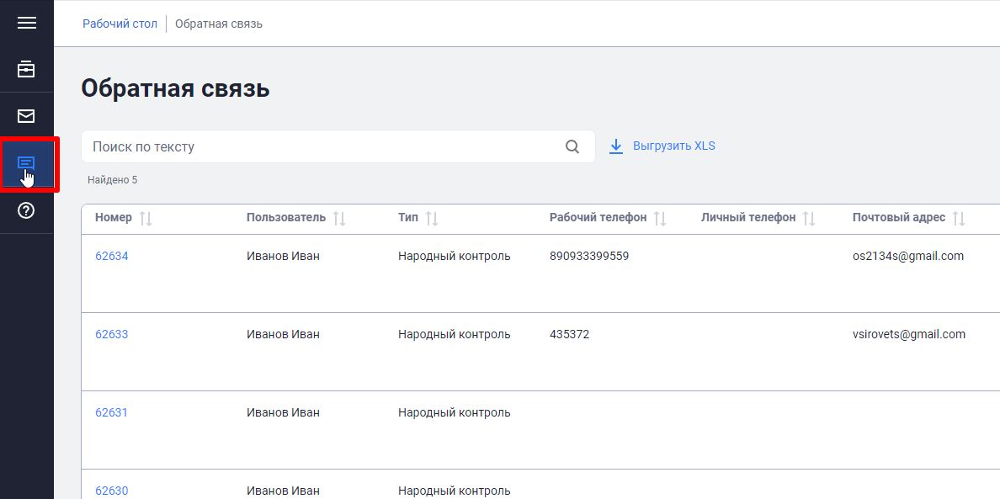 Рабочий стол Обратная связь
Обратная связь
Поиск по тексту Выгрузить XLS
Найдено 5
Номер Пользователь Тип Рабочий телефон Личный телефон Почтовый адрес
62634 Иванов Иван Народный контроль 890933399559 os2134s@gmail.com
62633 Иванов Иван Народный контроль 435372 vsirovets@gmail.com
62631 Иванов Иван Народный контроль
62630 Иванов Иван Народный контроль